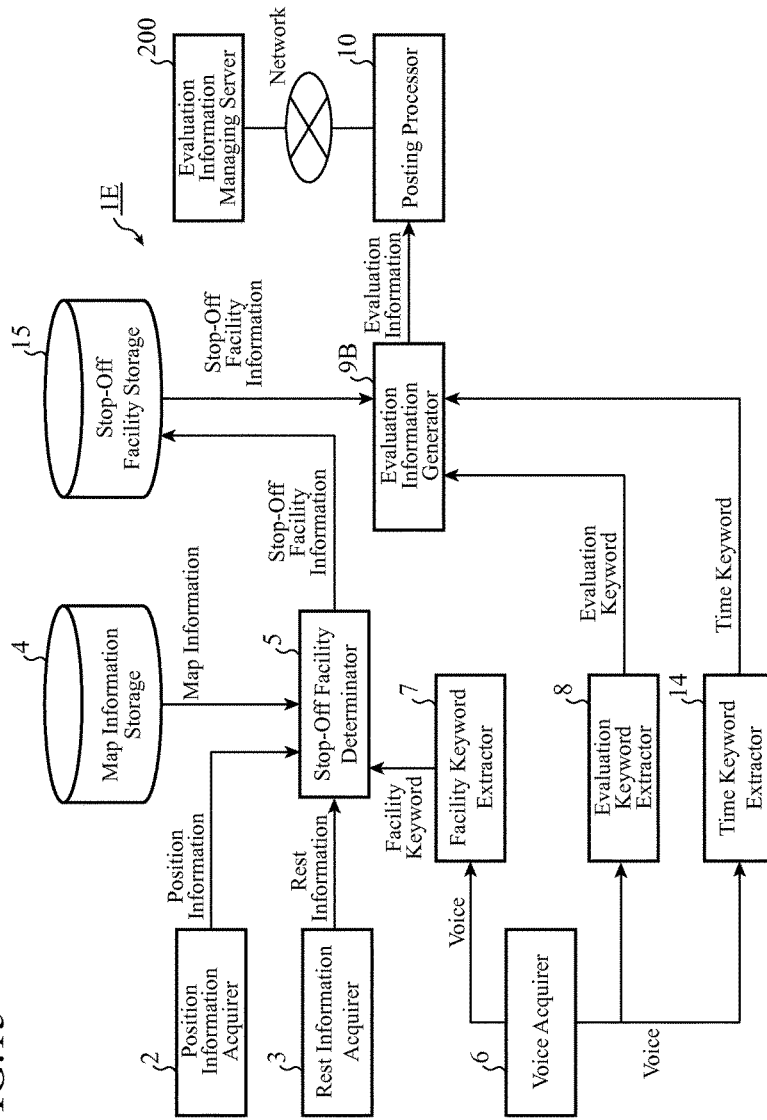 2
Position
Information
Acquirer
Position
Information
3
Rest Information
Acquirer
Rest
Information
4
Map Information
Storage
Map Information
5
Stop-Off Facility
Determinator
Stop-Off
Facility
Information
15
Stop-Off
Facility Storage
Stop-Off
Facility
Information
1E
200
Evaluation
Information
Managing Server
Network
10
Posting Processor
9B
Evaluation
Information
Generator
Evaluation
Information
6
Voice Acquirer
Voice
Voice
7
Facility Keyword
Extractor
Facility
Keyword
8
Evaluation
Keyword
Extractor
Evaluation
Keyword
14
Time Keyword
Extractor
Time Keyword